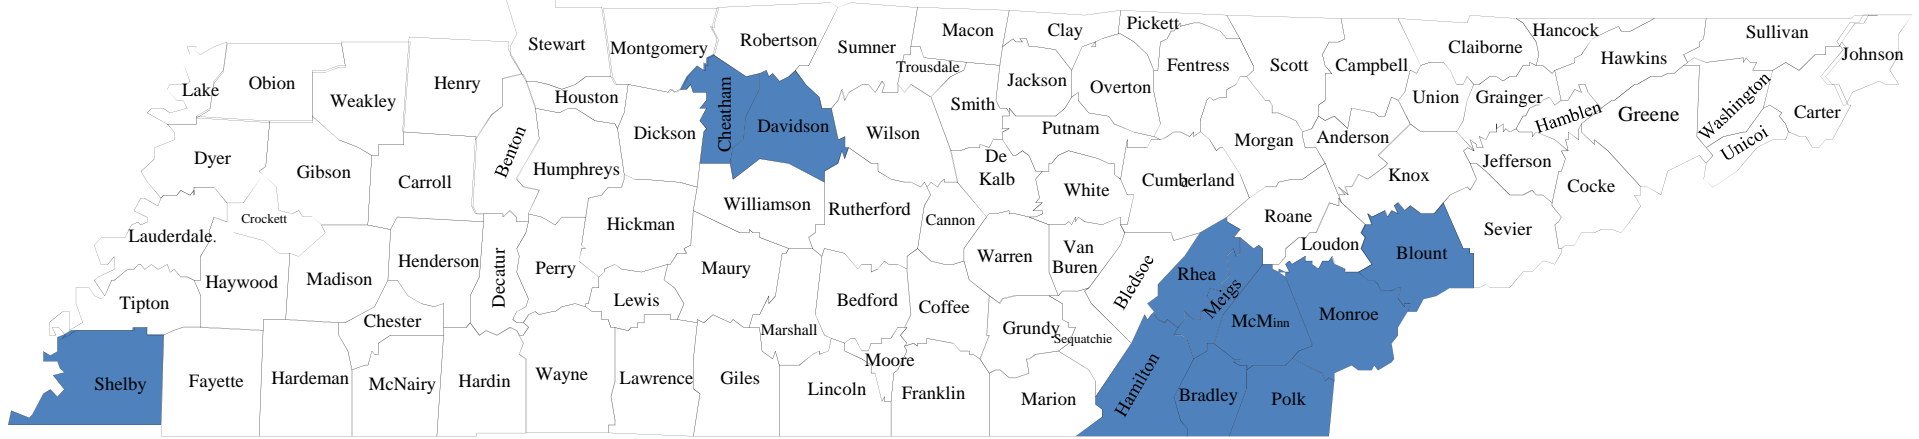 Stewart
Montgomery
Robertson
Sumner
Macon
Clay
Pickett
Hancock
Sullivan
Claiborne
Hawkins
Johnson
Trousdale
Lake
Obion
Weakley
Henry
Houston
Jackson
Overton
Fentress
Scott
Campbell
Union
Grainger
Hamblen
Greene
Washington
Carter
Unicoi
Benton
Dickson
Cheatham
Davidson
Wilson
Smith
Putnam
Morgan
Anderson
Dyer
Gibson
Carroll
Humphreys
De
Kalb
White
Cumberland
Knox
Jefferson
Cocke
Crockett
Williamson
Rutherford
Cannon
Hickman
Roane
Loudon
Blount
Sevier
Lauderdale.
Haywood
Madison
Henderson
Decatur
Perry
Lewis
Maury
Warren
Van
Buren
Bledsoe
Rhea
Meigs
McMinn
Monroe
Tipton
Chester
Marshall
Bedford
Coffee
Grundy
Sequatchie
Shelby
Fayette
Hardeman
McNairy
Hardin
Wayne
Lawrence
Giles
Lincoln
Moore
Franklin
Marion
Hamilton
Bradley
Polk